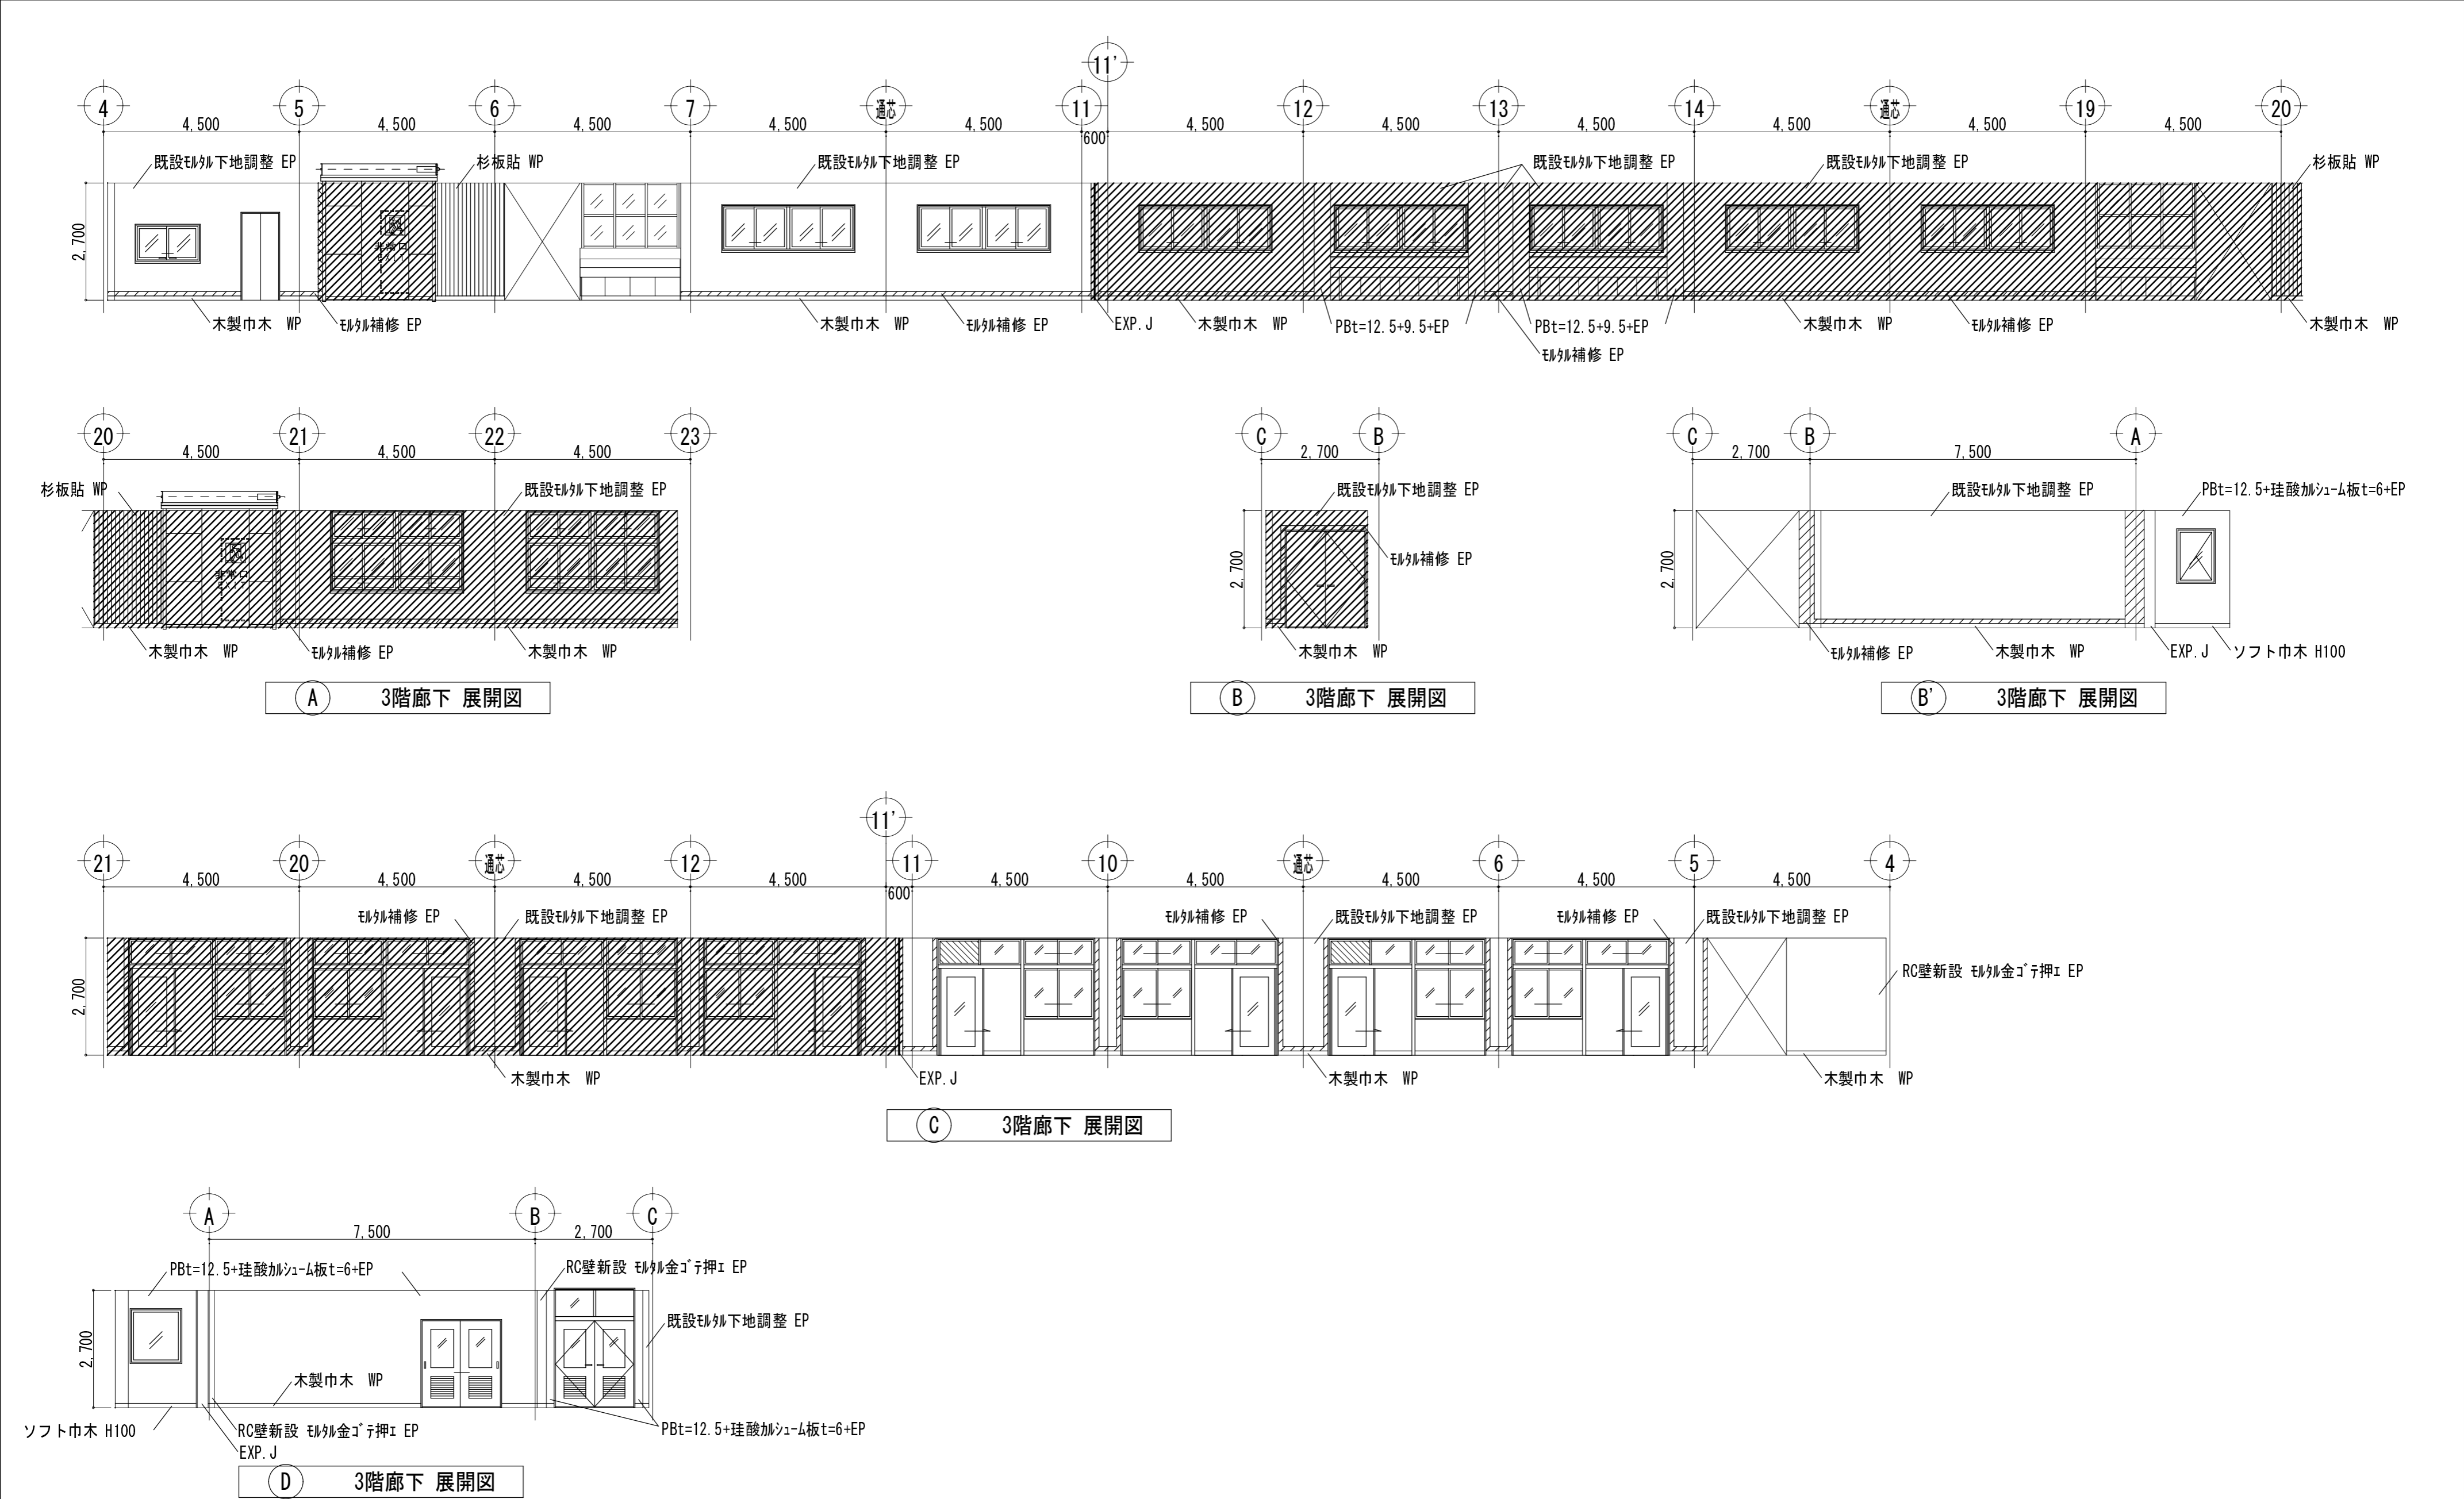 11'
4 5 6 7 通芯 11 12 13 14 通芯 19 20
4,500 4,500 4,500 4,500 4,500 600 4,500 4,500 4,500 4,500 4,500 4,500
既設ﾓﾙﾀﾙ下地調整 EP 杉板貼 WP 既設ﾓﾙﾀﾙ下地調整 EP 既設ﾓﾙﾀﾙ下地調整 EP 既設ﾓﾙﾀﾙ下地調整 EP 杉板貼 WP
2,700
非常口
EXIT
木製巾木 WP ﾓﾙﾀﾙ補修 EP 木製巾木 WP ﾓﾙﾀﾙ補修 EP EXP.J 木製巾木 WP PBt=12.5+9.5+EP PBt=12.5+9.5+EP 木製巾木 WP ﾓﾙﾀﾙ補修 EP 木製巾木 WP
ﾓﾙﾀﾙ補修 EP
20 21 22 23
4,500 4,500 4,500
杉板貼 WP 既設ﾓﾙﾀﾙ下地調整 EP
非常口
EXIT
木製巾木 WP ﾓﾙﾀﾙ補修 EP 木製巾木 WP
A 3階廊下 展開図
C B
2,700
既設ﾓﾙﾀﾙ下地調整 EP
2,700
ﾓﾙﾀﾙ補修 EP
木製巾木 WP
B 3階廊下 展開図
C B A
2,700 7,500
既設ﾓﾙﾀﾙ下地調整 EP PBt=12.5+珪酸ｶﾙｼｭｰﾑ板t=6+EP
2,700
ﾓﾙﾀﾙ補修 EP 木製巾木 WP EXP.J ソフト巾木 H100
B' 3階廊下 展開図
11'
21 20 通芯 12 11 10 通芯 6 5 4
4,500 4,500 4,500 4,500 600 4,500 4,500 4,500 4,500 4,500
ﾓﾙﾀﾙ補修 EP 既設ﾓﾙﾀﾙ下地調整 EP ﾓﾙﾀﾙ補修 EP 既設ﾓﾙﾀﾙ下地調整 EP ﾓﾙﾀﾙ補修 EP 既設ﾓﾙﾀﾙ下地調整 EP
2,700
RC壁新設 ﾓﾙﾀﾙ金ｺﾞﾃ押ｴ EP
木製巾木 WP EXP.J 木製巾木 WP 木製巾木 WP
C 3階廊下 展開図
A B C
7,500 2,700
PBt=12.5+珪酸ｶﾙｼｭｰﾑ板t=6+EP RC壁新設 ﾓﾙﾀﾙ金ｺﾞﾃ押ｴ EP
既設ﾓﾙﾀﾙ下地調整 EP
2,700
木製巾木 WP
ソフト巾木 H100 RC壁新設 ﾓﾙﾀﾙ金ｺﾞﾃ押ｴ EP PBt=12.5+珪酸ｶﾙｼｭｰﾑ板t=6+EP
EXP.J
D 3階廊下 展開図